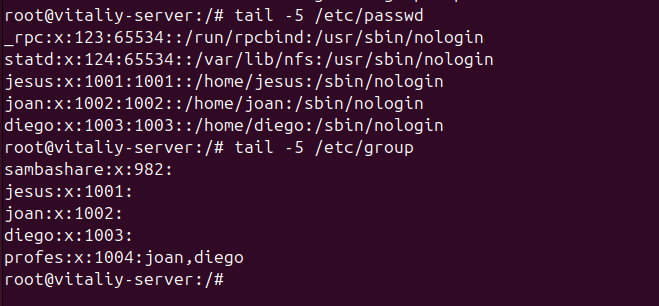 root@vitaliy-server:/# tail -5 /etc/passwd
_rpc:x:123:65534::/run/rpcbind:/usr/sbin/nologin
statd:x:124:65534::/var/lib/nfs:/usr/sbin/nologin
jesus:x:1001:1001::/home/jesus:/sbin/nologin
joan:x:1002:1002::/home/joan:/sbin/nologin
diego:x:1003:1003::/home/diego:/sbin/nologin
root@vitaliy-server:/# tail -5 /etc/group
sambashare:x:982:
jesus:x:1001:
joan:x:1002:
diego:x:1003:
profes:x:1004:joan,diego
root@vitaliy-server:/#